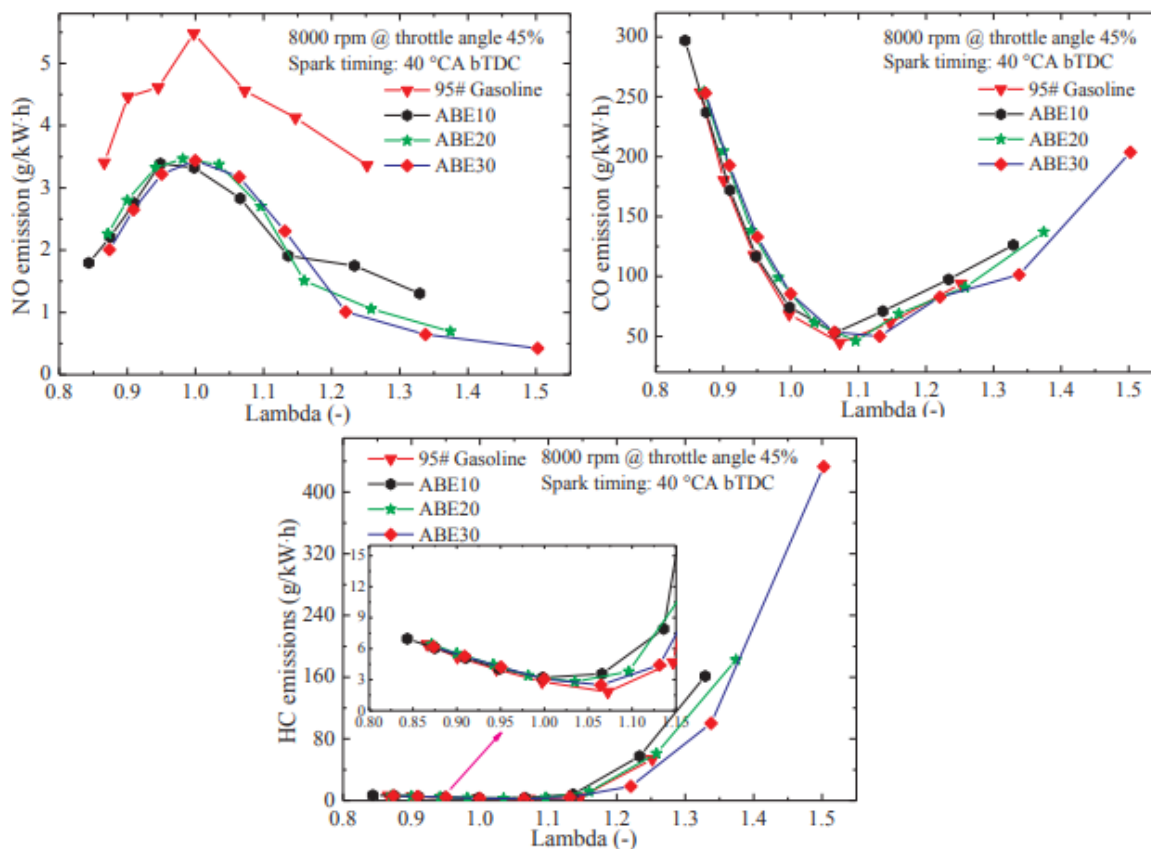 8000 rpm @ throttle angle 45%
Spark timing: 40 °CA bTDC
95# Gasoline
ABE10
ABE20
ABE30
NO emission (g/kW·h)
5
4
3
2
1
0
0.8 0.9 1.0 1.1 1.2 1.3 1.4 1.5
Lambda (-)
8000 rpm @ throttle angle 45%
Spark timing: 40 °CA bTDC
95# Gasoline
ABE10
ABE20
ABE30
CO emission (g/kW·h)
300
250
200
150
100
50
0.8 0.9 1.0 1.1 1.2 1.3 1.4 1.5
Lambda (-)
95# Gasoline
ABE10
ABE20
ABE30
8000 rpm @ throttle angle 45%
Spark timing: 40 °CA bTDC
HC emissions (g/kW·h)
400
320
240
160
80
0
15
12
9
6
3
0
0.80 0.85 0.90 0.95 1.00 1.05 1.10 1.15
0.8 0.9 1.0 1.1 1.2 1.3 1.4 1.5
Lambda (-)